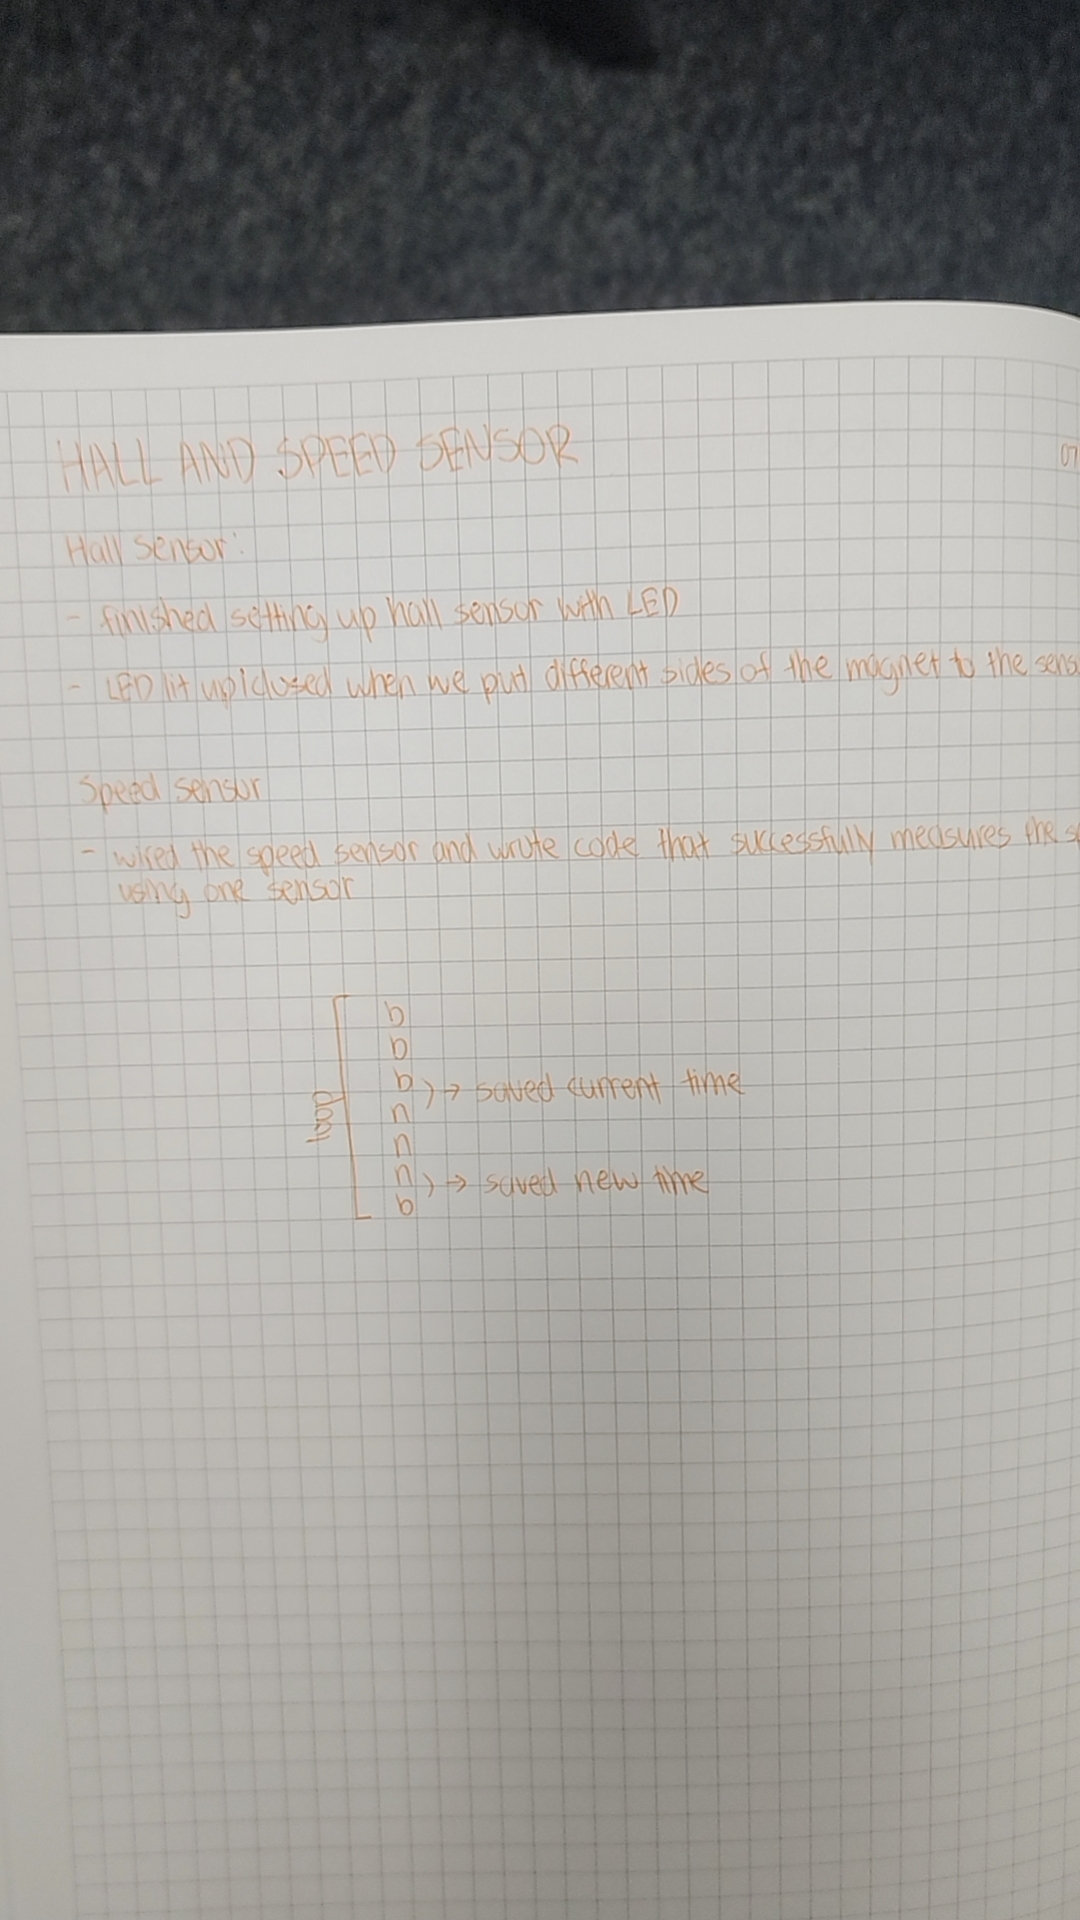 HALL AND SPEED SENSOR
07
Hall sensor:
- finished setting up hall sensor with LED
- LED lit up/closed when we put different sides of the magnet to the sens
Speed sensor
- wired the speed sensor and wrote code that successfully measures the s
using one sensor
b
b
b → saved current time
n
n
n → saved new time
b
loop